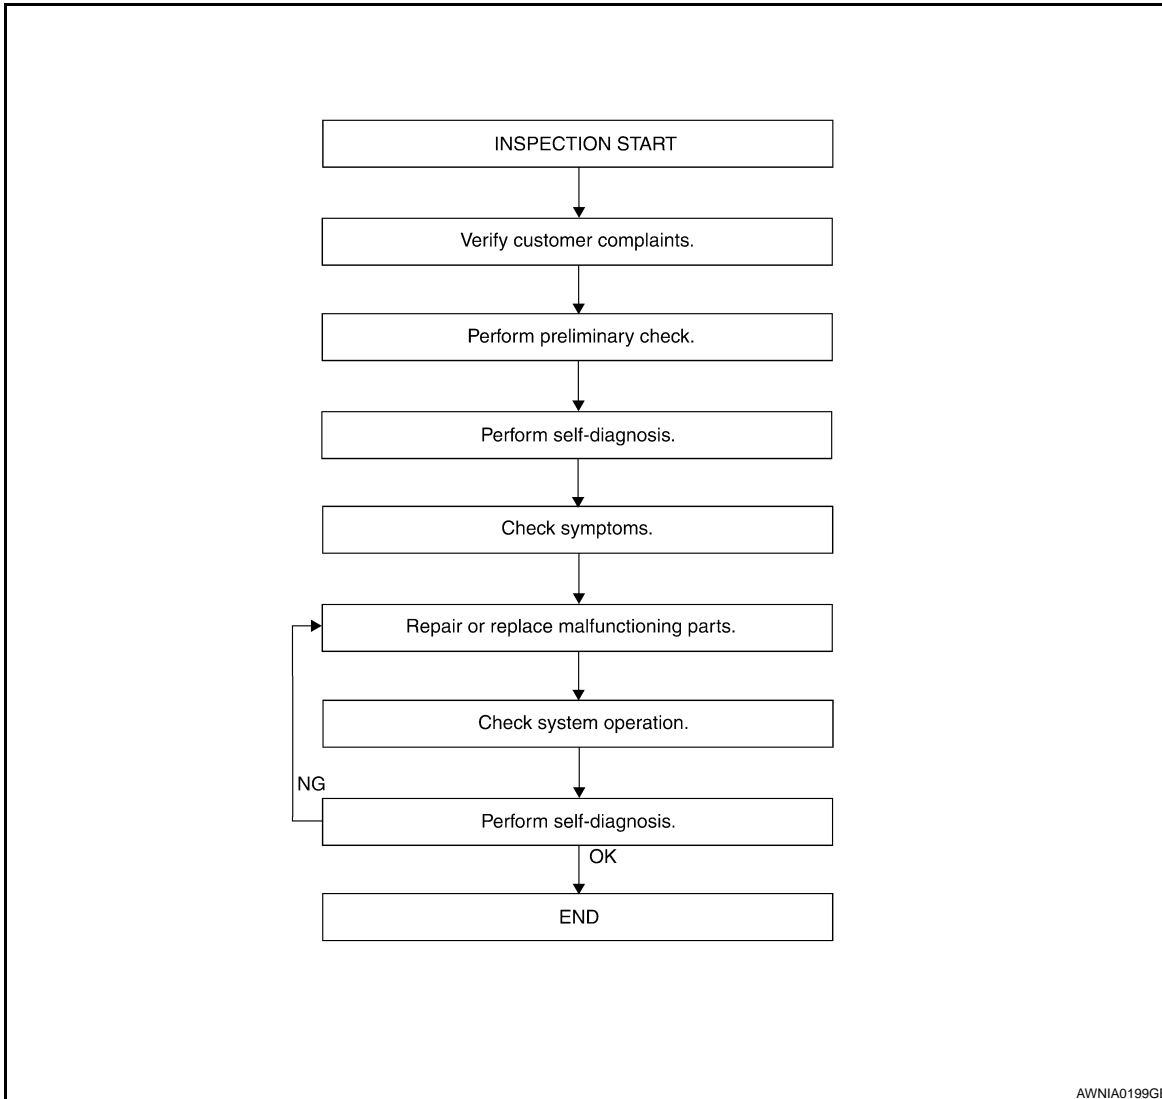 INSPECTION START
Verify customer complaints.
Perform preliminary check.
Perform self-diagnosis.
Check symptoms.
Repair or replace malfunctioning parts.
Check system operation.
NG
Perform self-diagnosis.
OK
END